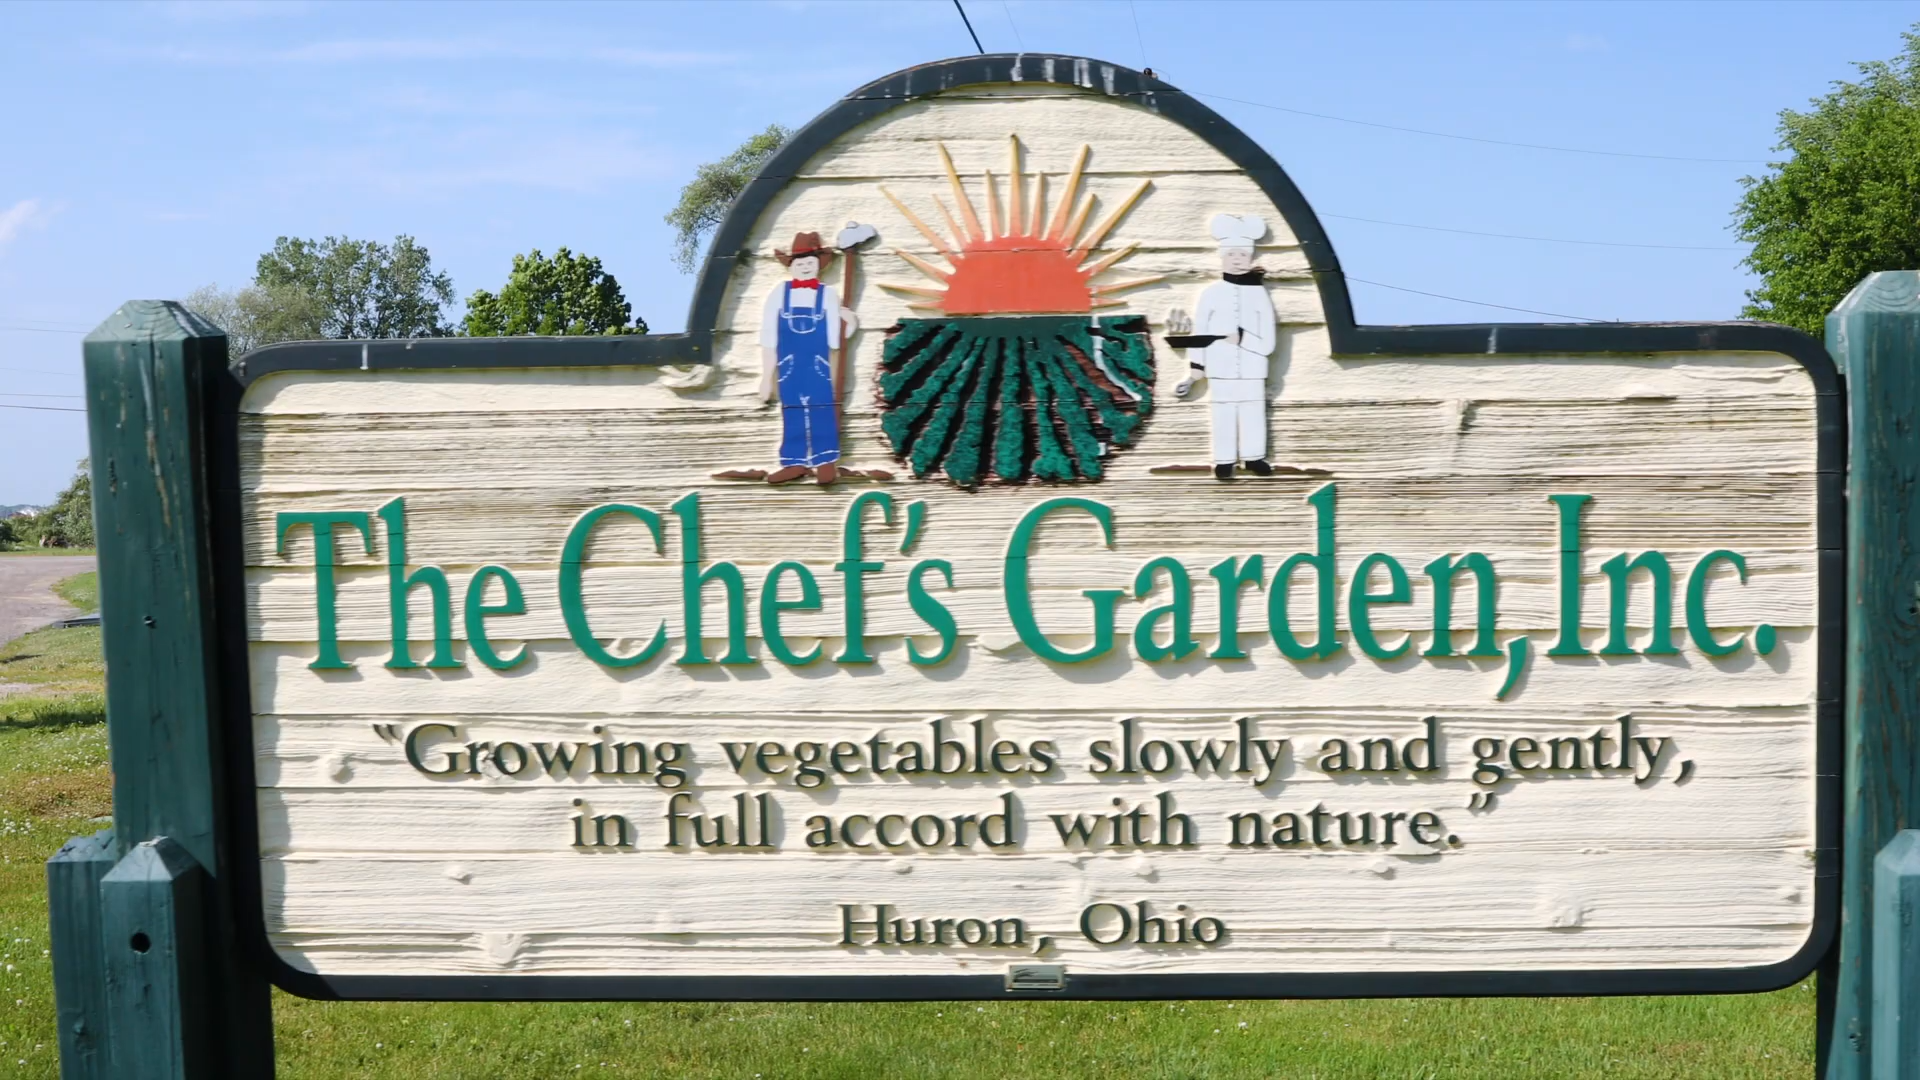 The Chef's Garden, Inc.
"Growing vegetables slowly and gently,
in full accord with nature."
Huron, Ohio